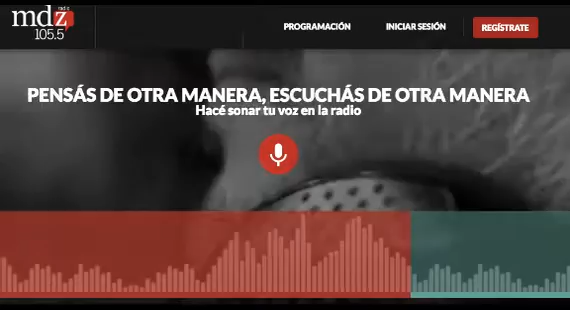 mdz radio
105.5
PROGRAMACIÓN
INICIAR SESIÓN
REGÍSTRATE
PENSÁS DE OTRA MANERA, ESCUCHÁS DE OTRA MANERA
Hacé sonar tu voz en la radio